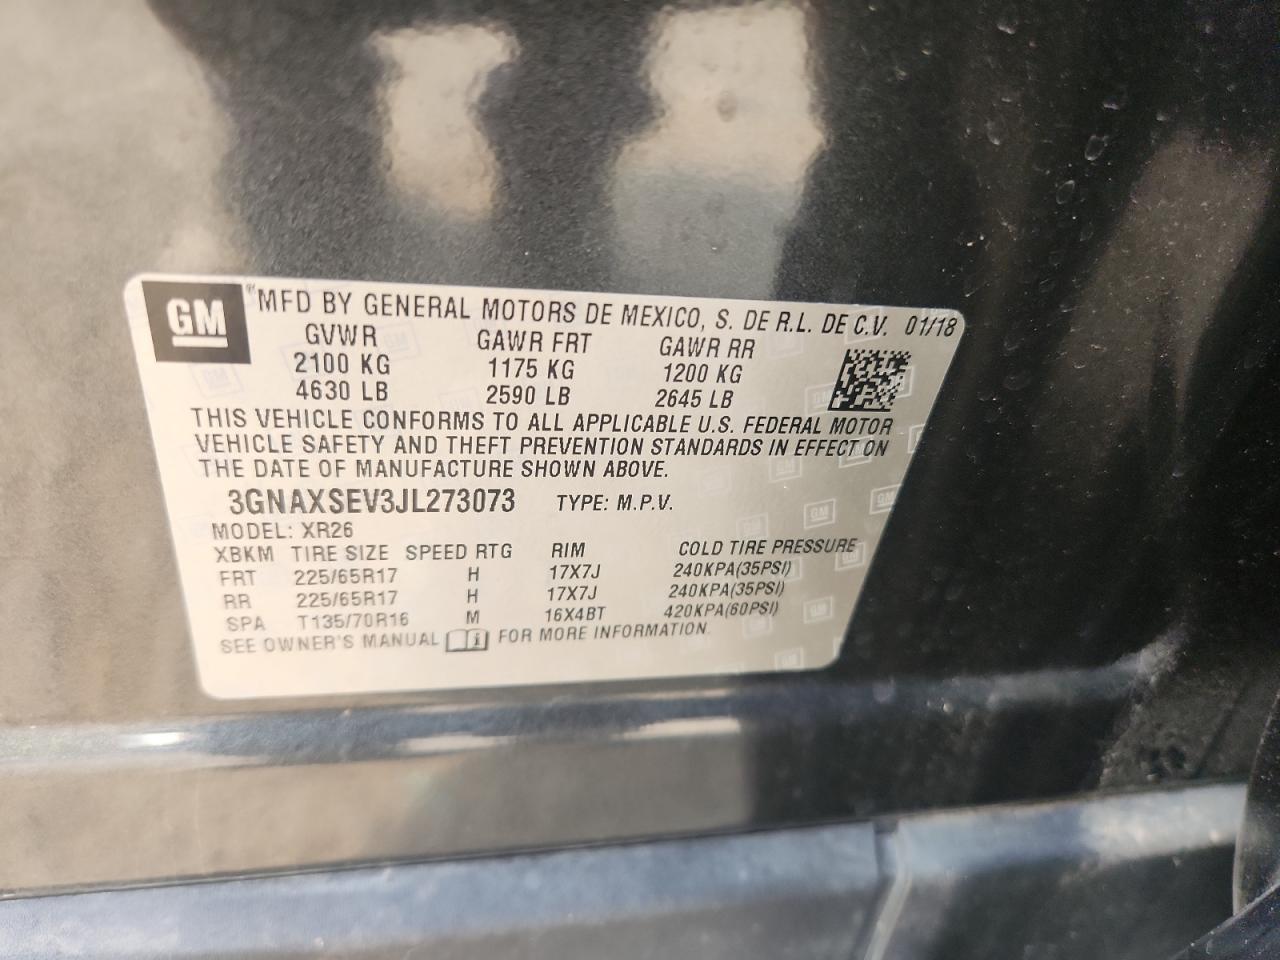 GM
MFD BY GENERAL MOTORS DE MEXICO, S. DE R.L. DE C.V. 01/18
GVWR GAWR FRT GAWR RR
2100 KG 1175 KG 1200 KG
4630 LB 2590 LB 2645 LB
THIS VEHICLE CONFORMS TO ALL APPLICABLE U.S. FEDERAL MOTOR
VEHICLE SAFETY AND THEFT PREVENTION STANDARDS IN EFFECT ON
THE DATE OF MANUFACTURE SHOWN ABOVE.
3GNAXSEV3JL273073 TYPE: M.P.V.
MODEL: XR26
XBKM TIRE SIZE SPEED RTG RIM COLD TIRE PRESSURE
FRT 225/65R17 H 17X7J 240KPA(35PSI)
RR 225/65R17 H 17X7J 240KPA(35PSI)
SPA T135/70R16 M 16X4BT 420KPA(60PSI)
SEE OWNER'S MANUAL i FOR MORE INFORMATION.